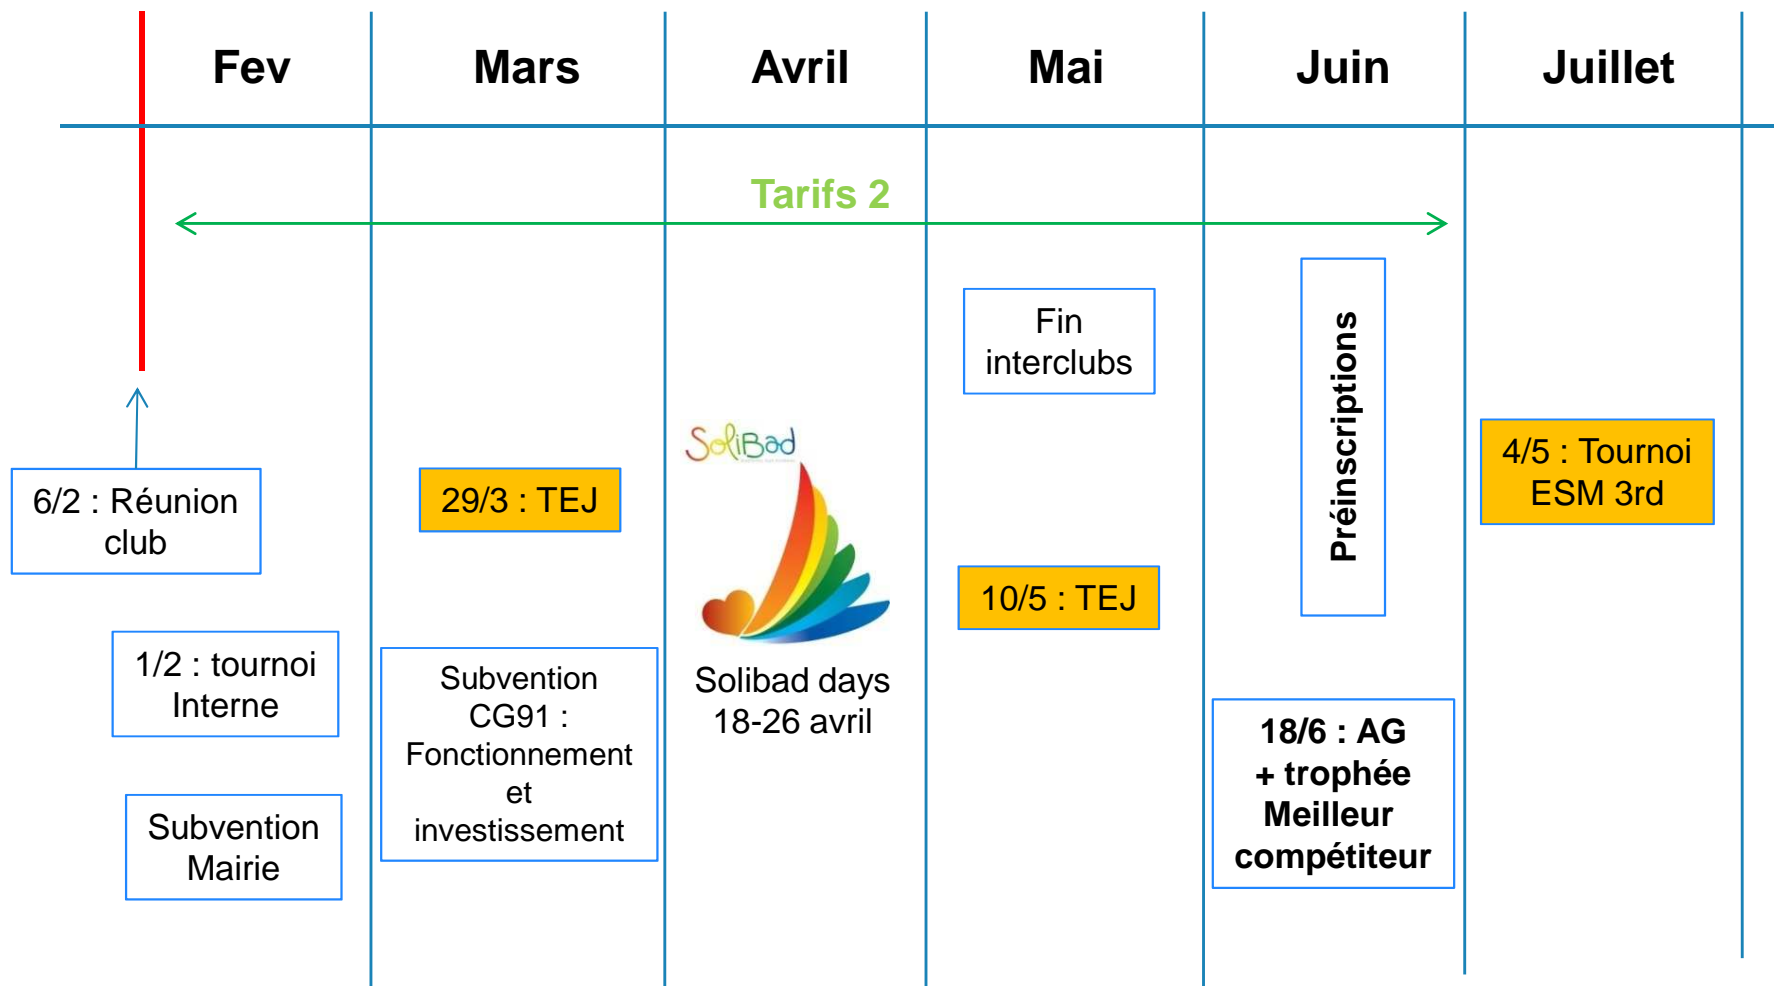 Fev
Mars
Avril
Mai
Juin
Juillet
Tarifs 2
6/2 : Réunion
club
1/2 : tournoi
Interne
Subvention
Mairie
29/3 : TEJ
Subvention
CG91 :
Fonctionnement
et
investissement
SoliBad
Solibad days
18-26 avril
Fin
interclubs
10/5 : TEJ
Préinscriptions
18/6 : AG
+ trophée
Meilleur
compétiteur
4/5 : Tournoi
ESM 3rd